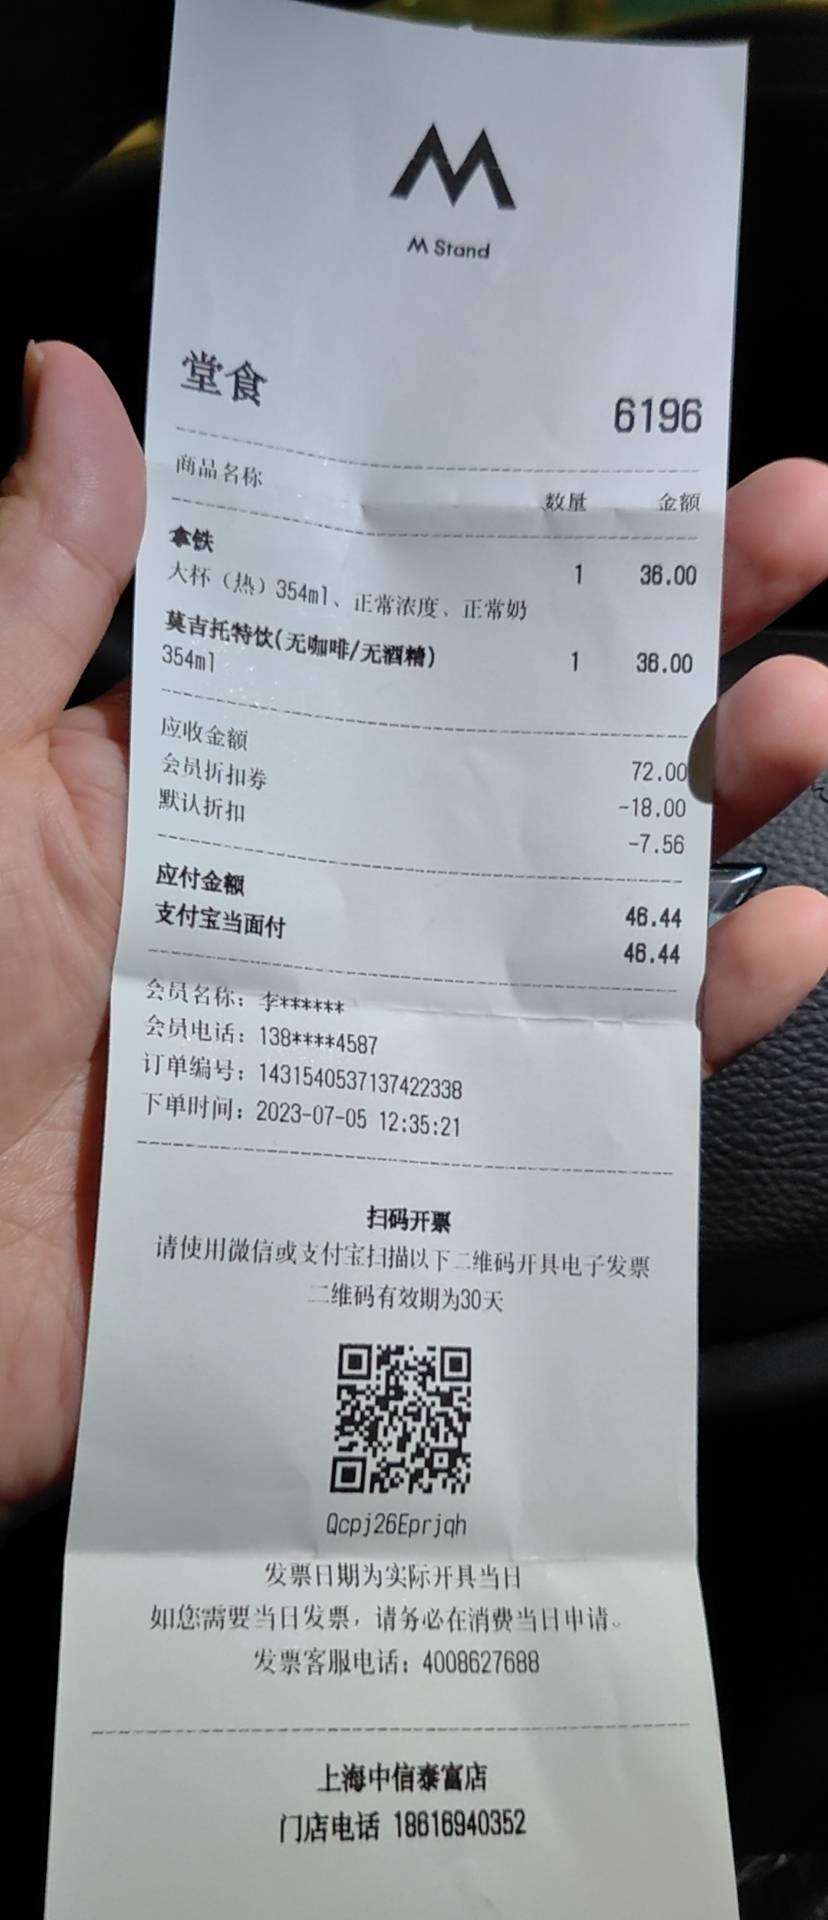 M
M Stand
堂食
6196
商品名称 数量 金额
拿铁 1 36.00
大杯（热）354ml、正常浓度、正常奶
莫吉托特饮(无咖啡/无酒精) 1 36.00
354ml
应收金额 72.00
会员折扣券 -18.00
默认折扣 -7.56
应付金额 46.44
支付宝当面付 46.44
会员名称：李******
会员电话：138****4587
订单编号：1431540537137422338
下单时间：2023-07-05 12:35:21
扫码开票
请使用微信或支付宝扫描以下二维码开具电子发票
二维码有效期为30天
Qcpj26Eprjqh
发票日期为实际开具当日
如您需要当日发票，请务必在消费当日申请。
发票客服电话：4008627688
上海中信泰富店
门店电话 18616940352